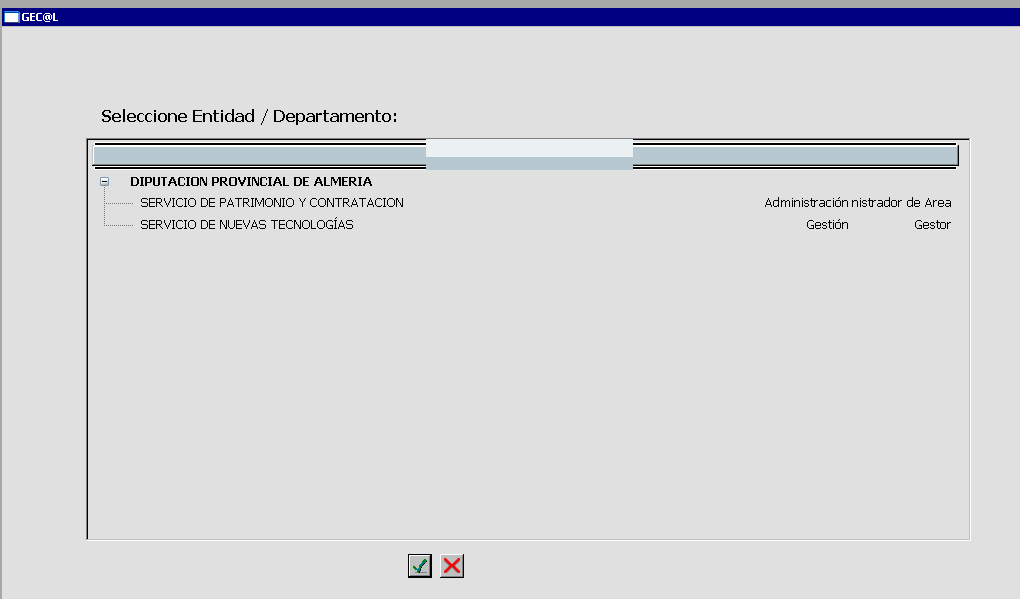 GEC@L
Seleccione Entidad / Departamento:
DIPUTACION PROVINCIAL DE ALMERIA
SERVICIO DE PATRIMONIO Y CONTRATACION Administración nistrador de Area
SERVICIO DE NUEVAS TECNOLOGÍAS Gestión Gestor